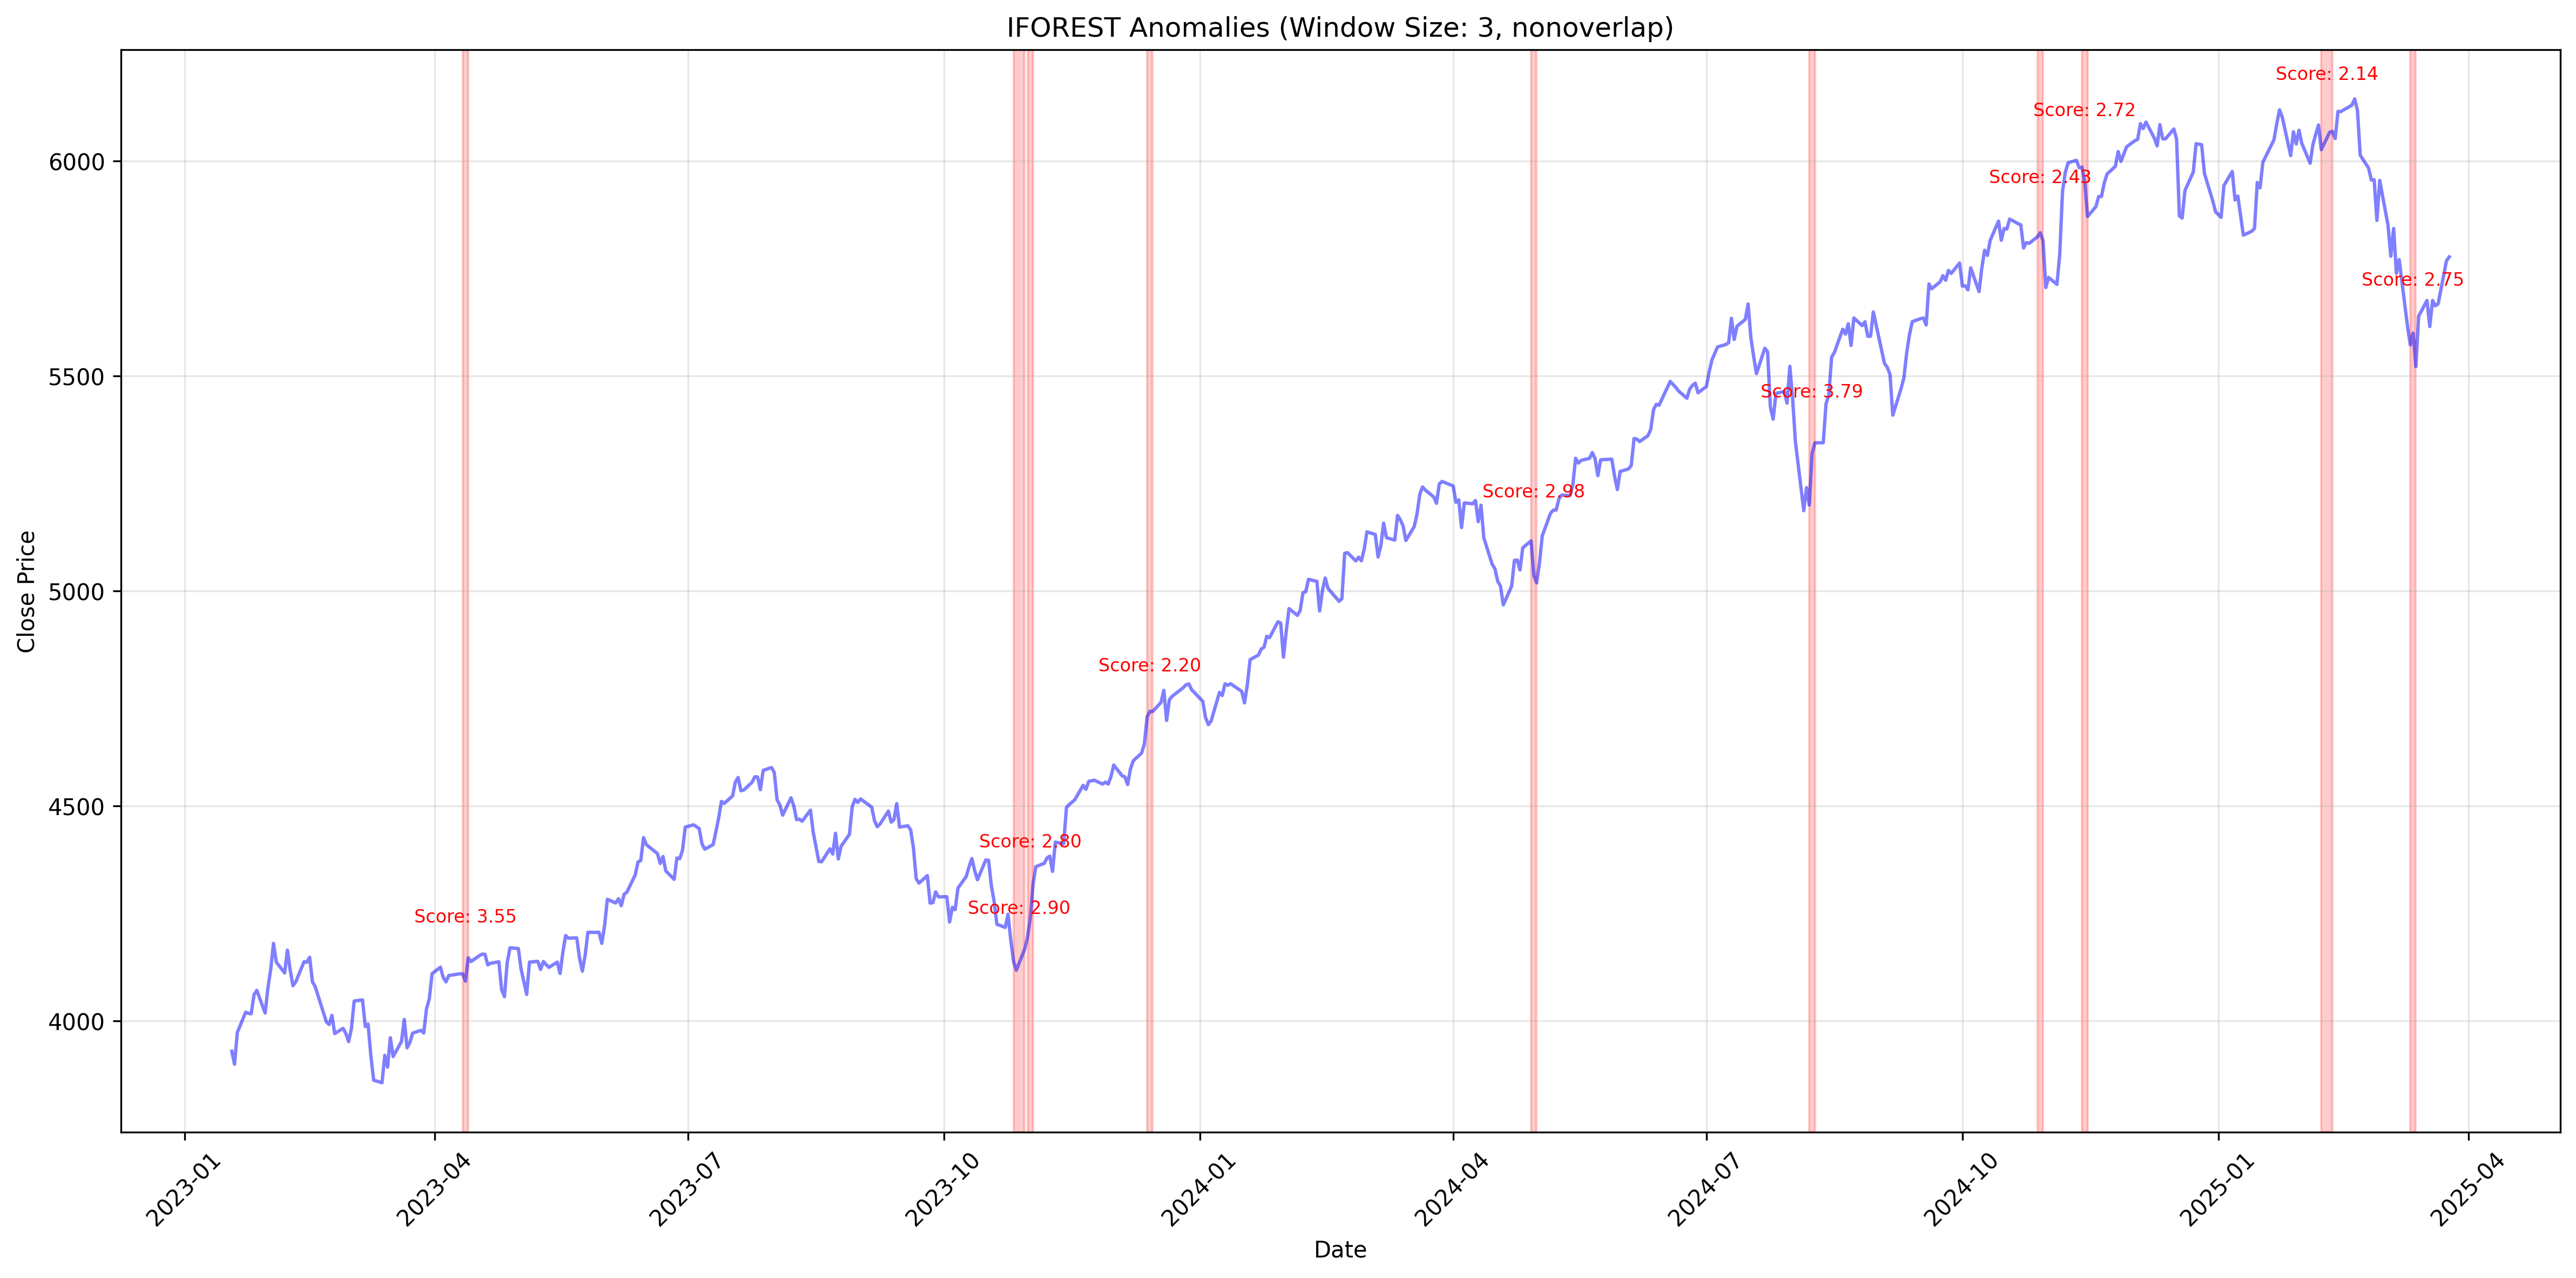 IFOREST Anomalies (Window Size: 3, nonoverlap)
Score: 2.14
Score: 2.72
6000
Score: 2.43
Score: 2.75
5500
Score: 3.79
Score: 2.98
5000
Close Price
Score: 2.20
4500
Score: 2.80
Score: 2.90
Score: 3.55
4000
2023-01
2023-04
2023-07
2023-10
2024-01
2024-04
2024-07
2024-10
2025-01
2025-04
Date